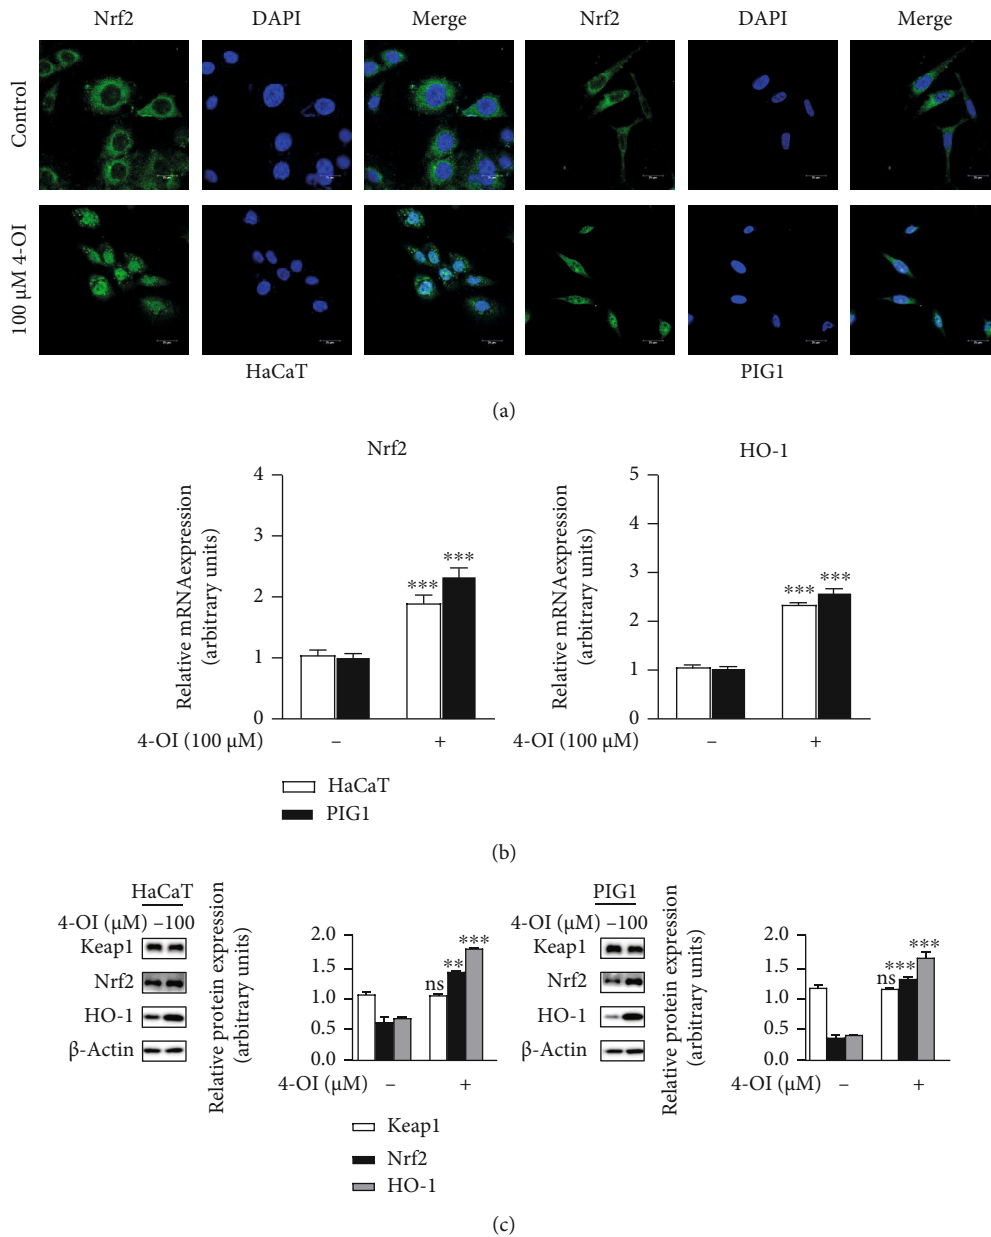 Nrf2 DAPI Merge Nrf2 DAPI Merge
Control
100 μM 4-OI
HaCaT PIG1
(a)
Nrf2
Relative mRNAexpression
(arbitrary units)
4
3
2
1
0
***
***
4-OI (100 μM) – +
HO-1
Relative mRNAexpression
(arbitrary units)
5
4
3
2
1
0
***
***
4-OI (100 μM) – +
HaCaT
PIG1
(b)
HaCaT
4-OI (μM) –100
Keap1
Nrf2
HO-1
β-Actin
Relative protein expression
(arbitrary units)
2.0
1.5
1.0
0.5
0.0
ns
**
***
4-OI (μM) – +
Keap1
Nrf2
HO-1
PIG1
4-OI (μM) –100
Keap1
Nrf2
HO-1
β-Actin
Relative protein expression
(arbitrary units)
2.0
1.5
1.0
0.5
0.0
ns
***
***
4-OI (μM) – +
(c)